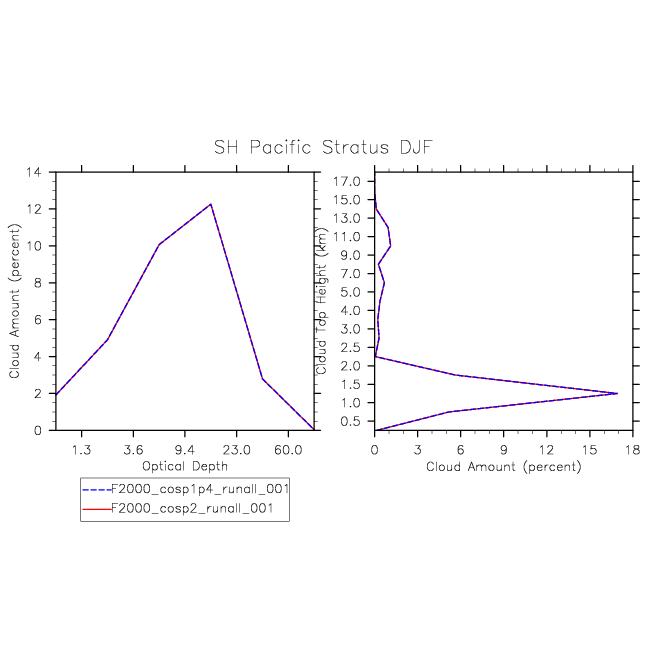 SH Pacific Stratus DJF
14
12
10
8
6
4
2
0
Cloud Amount (percent)
1.3 3.6 9.4 23.0 60.0
Optical Depth
17.0
15.0
13.0
11.0
9.0
7.0
5.0
4.0
3.0
2.5
2.0
1.5
1.0
0.5
Cloud Top Height (km)
0 3 6 9 12 15 18
Cloud Amount (percent)
F2000_cosp1p4_runall_001
F2000_cosp2_runall_001